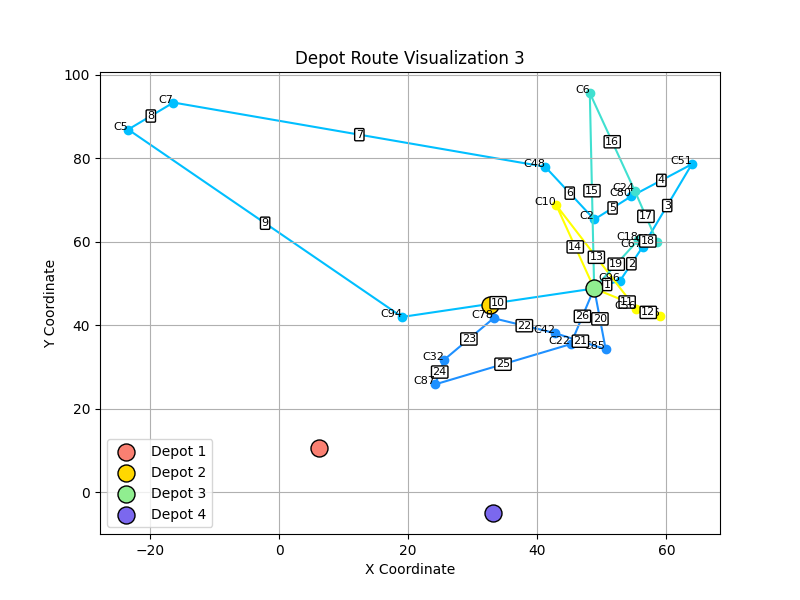 Depot Route Visualization 3
Y Coordinate
100
80
60
40
20
0
−20
0
20
40
60
X Coordinate
Depot 1
Depot 2
Depot 3
Depot 4
C6
C7
8
C5
7
16
C48
C51
4
C24
C80
15
6
3
C10
5
C2
17
9
C18
18
14
13
19
2
C96
1
10
11
12
C94
C78
26
20
22
C42
23
C22
21
C85
C32
25
24
C87